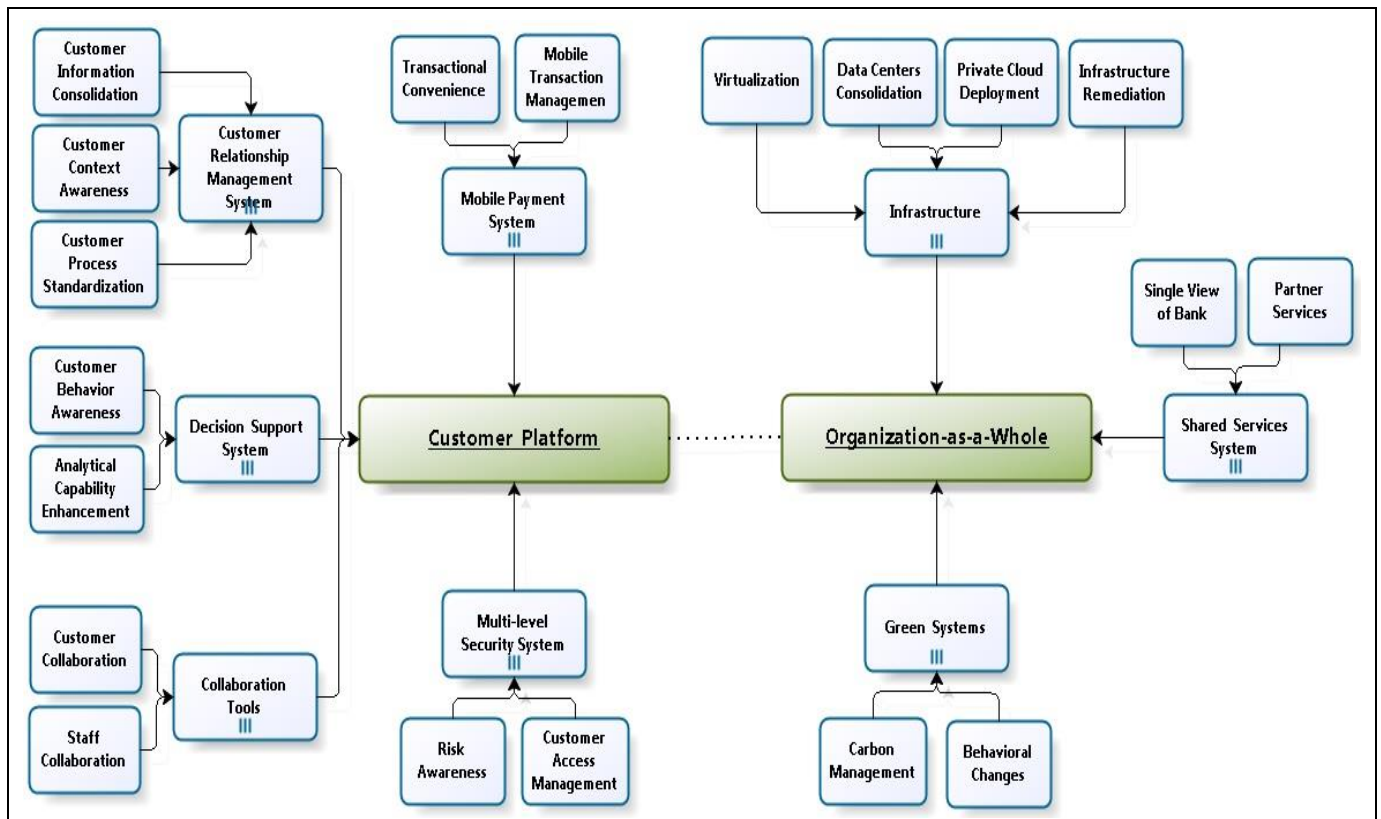 Customer
Information
Consolidation
Customer
Context
Awareness
Customer
Process
Standardization
Customer
Relationship
Management
System
Customer
Behavior
Awareness
Analytical
Capability
Enhancement
Decision Support
System
Customer
Collaboration
Staff
Collaboration
Collaboration
Tools
Transactional
Convenience
Mobile
Transaction
Managemen
Mobile Payment
System
Customer Platform
Multi-level
Security System
Risk
Awareness
Customer
Access
Management
Virtualization
Data Centers
Consolidation
Private Cloud
Deployment
Infrastructure
Remediation
Infrastructure
Organization-as-a-Whole
Single View
of Bank
Partner
Services
Shared Services
System
Green Systems
Carbon
Management
Behavioral
Changes